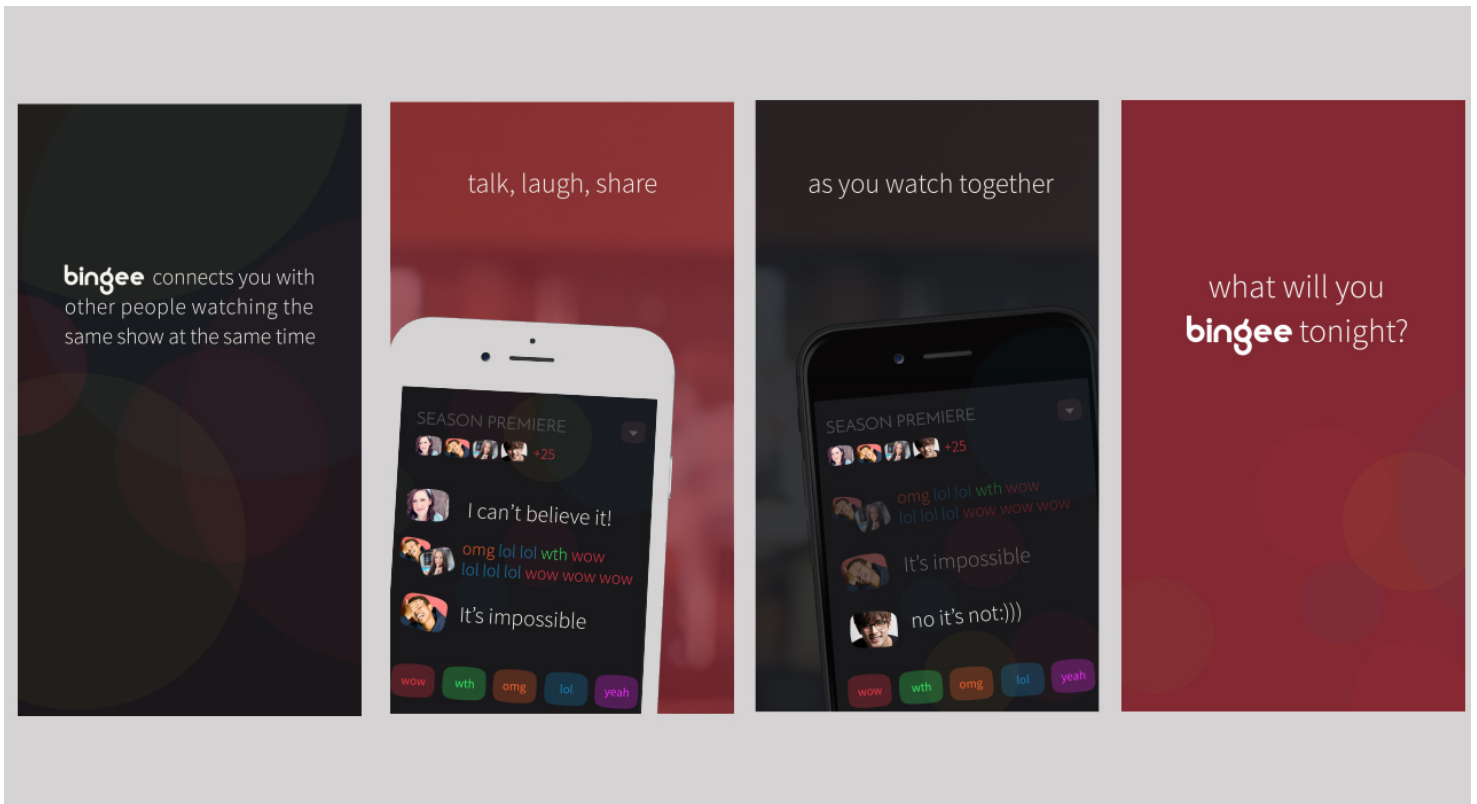 bingee connects you with
other people watching the
same show at the same time
talk, laugh, share
SEASON PREMIERE
+25
I can't believe it!
omg lol lol wth wow
lol lol lol wow wow wow
It's impossible
wow wth omg lol yeah
as you watch together
SEASON PREMIERE
+25
omg lol lol wth wow
lol lol lol wow wow wow
It's impossible
no it's not:)))
wow wth omg lol yeah
what will you
bingee tonight?